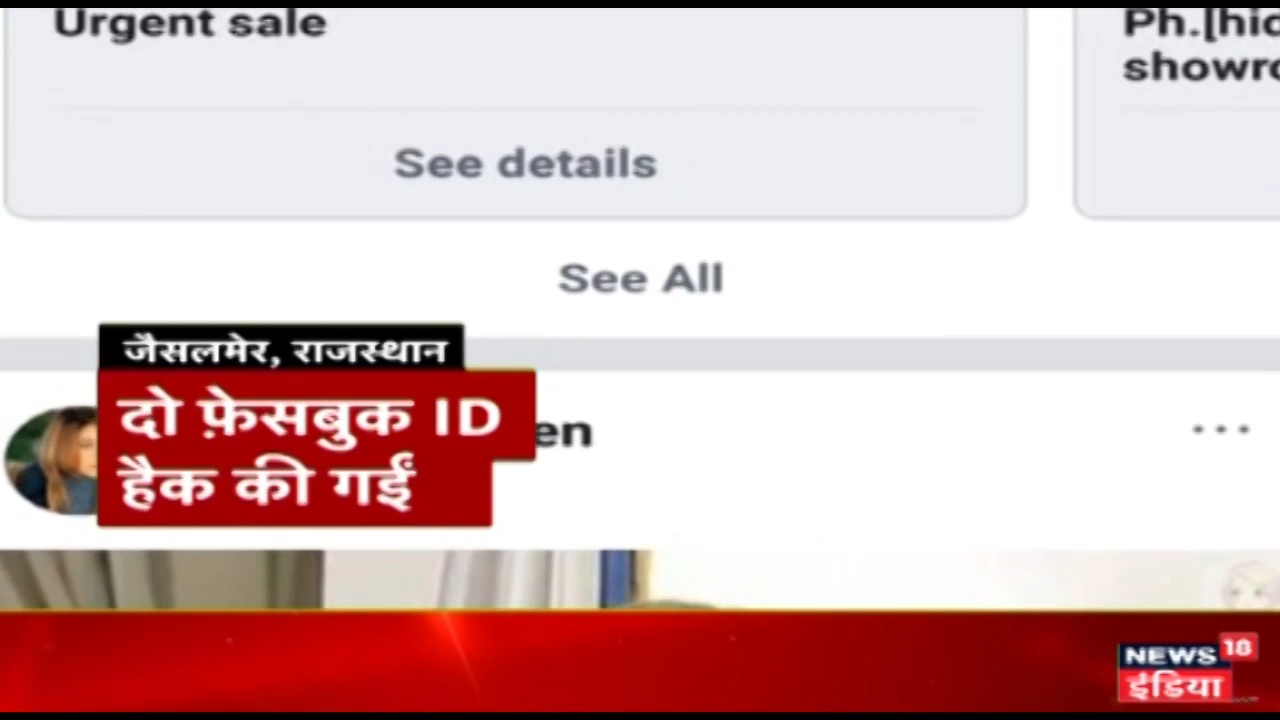 Urgent sale
Ph.[hid
showro
See details
See All
जैसलमेर, राजस्थान
दो फ़ेसबुक ID
en
हैक की गईं
NEWS 18
इंडिया